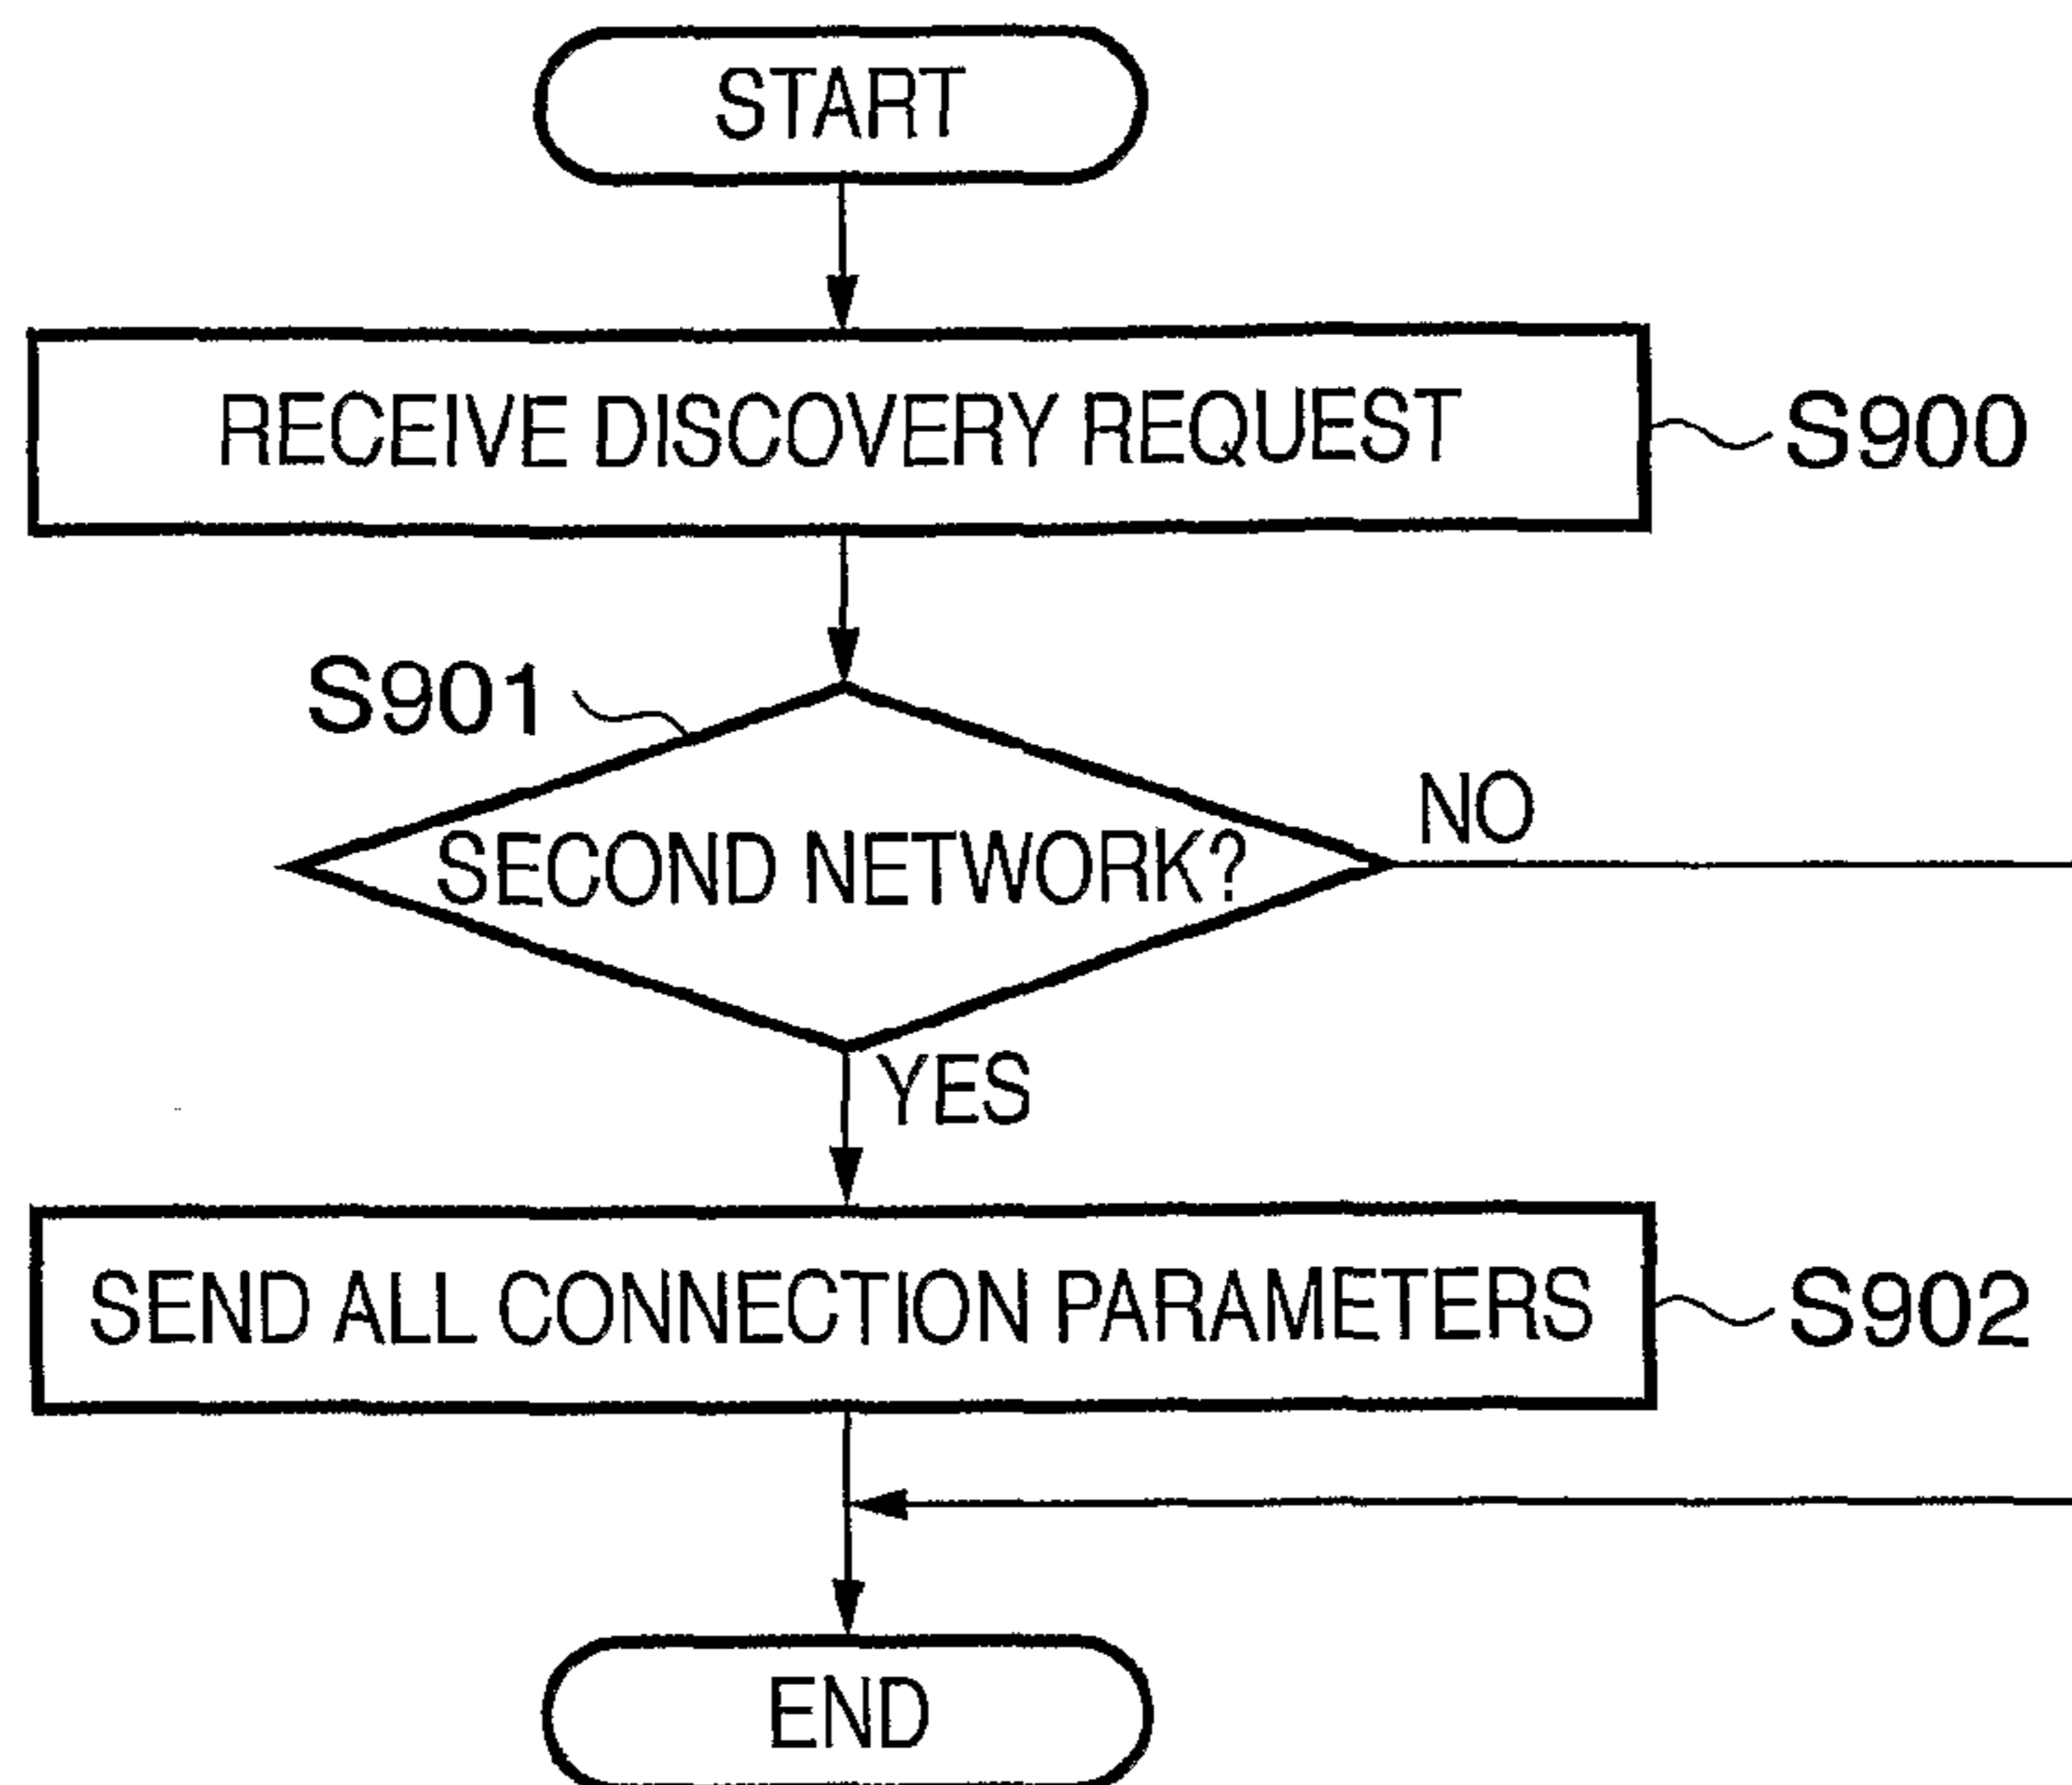 START
RECEIVE DISCOVERY REQUEST
S900
S901
SECOND NETWORK?
NO
YES
SEND ALL CONNECTION PARAMETERS
S902
END